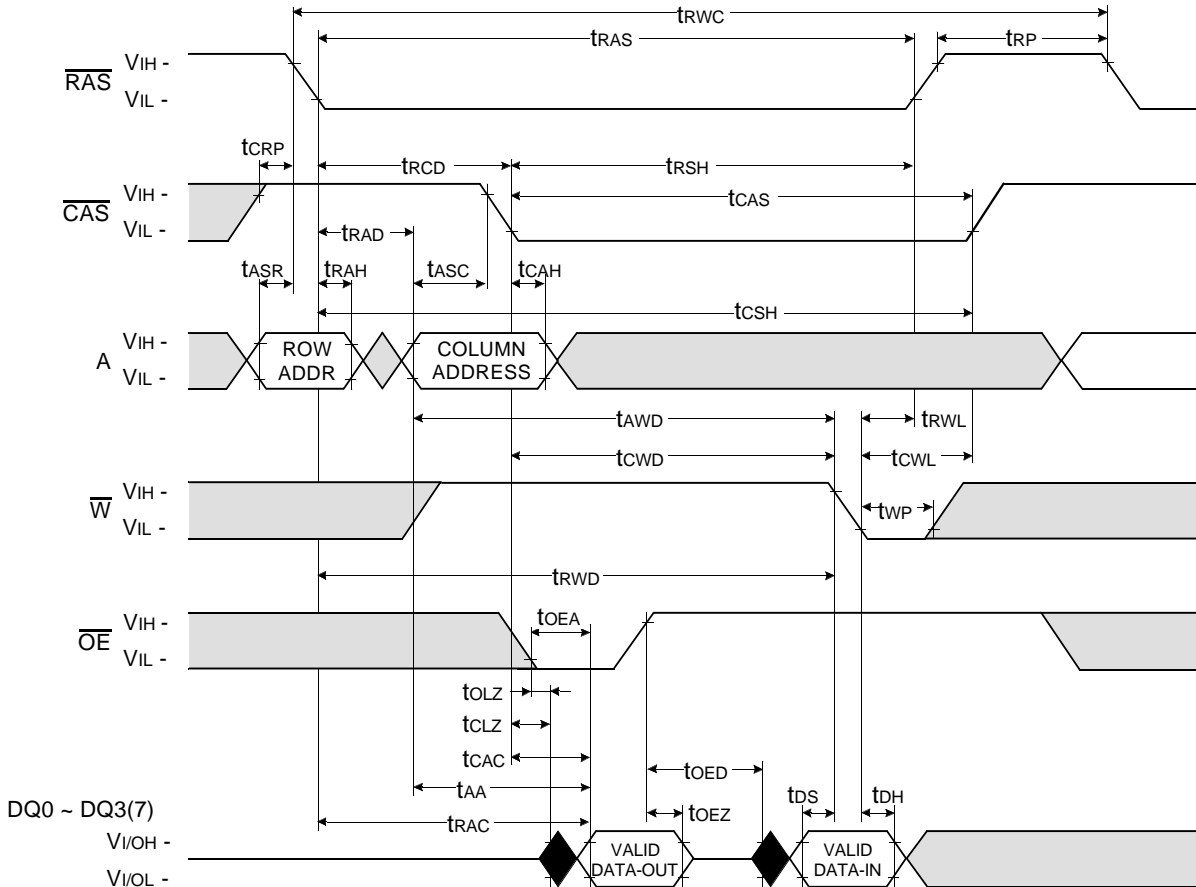 tRWC
tRAS
tRP
RAS
VIH -
VIL -
tCRP
tRCD
tRSH
CAS
VIH -
VIL -
tCAS
tRAD
tASR
tRAH
tASC
tCAH
tCSH
A
VIH -
VIL -
ROW
ADDR
COLUMN
ADDRESS
tAWD
tRWL
tCWD
tCWL
W
VIH -
VIL -
tWP
tRWD
OE
VIH -
VIL -
tOEA
tOLZ
tCLZ
tCAC
tOED
tAA
tOEZ
tDS
tDH
tRAC
DQ0 ~ DQ3(7)
VI/OH -
VI/OL -
VALID
DATA-OUT
VALID
DATA-IN